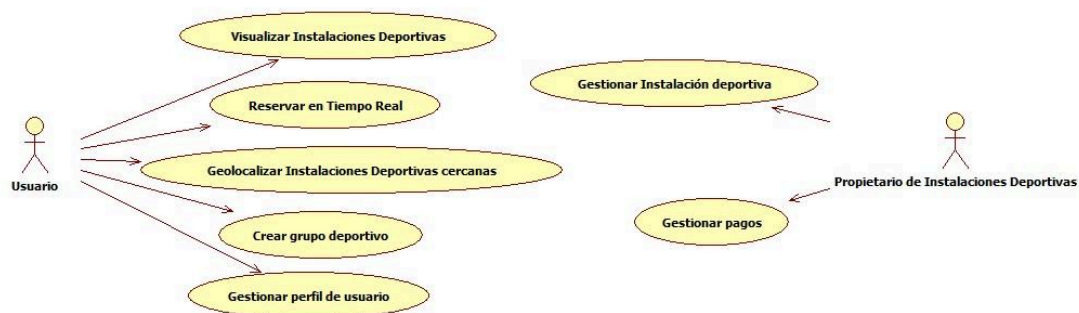 Visualizar Instalaciones Deportivas
Gestionar Instalación deportiva
Reservar en Tiempo Real
Geolocalizar Instalaciones Deportivas cercanas
Usuario
Propietario de Instalaciones Deportivas
Gestionar pagos
Crear grupo deportivo
Gestionar perfil de usuario